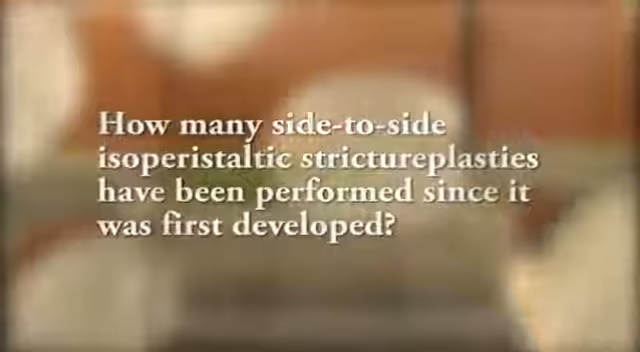 How many side-to-side
isoperistaltic strictureplasties
have been performed since it
was first developed?